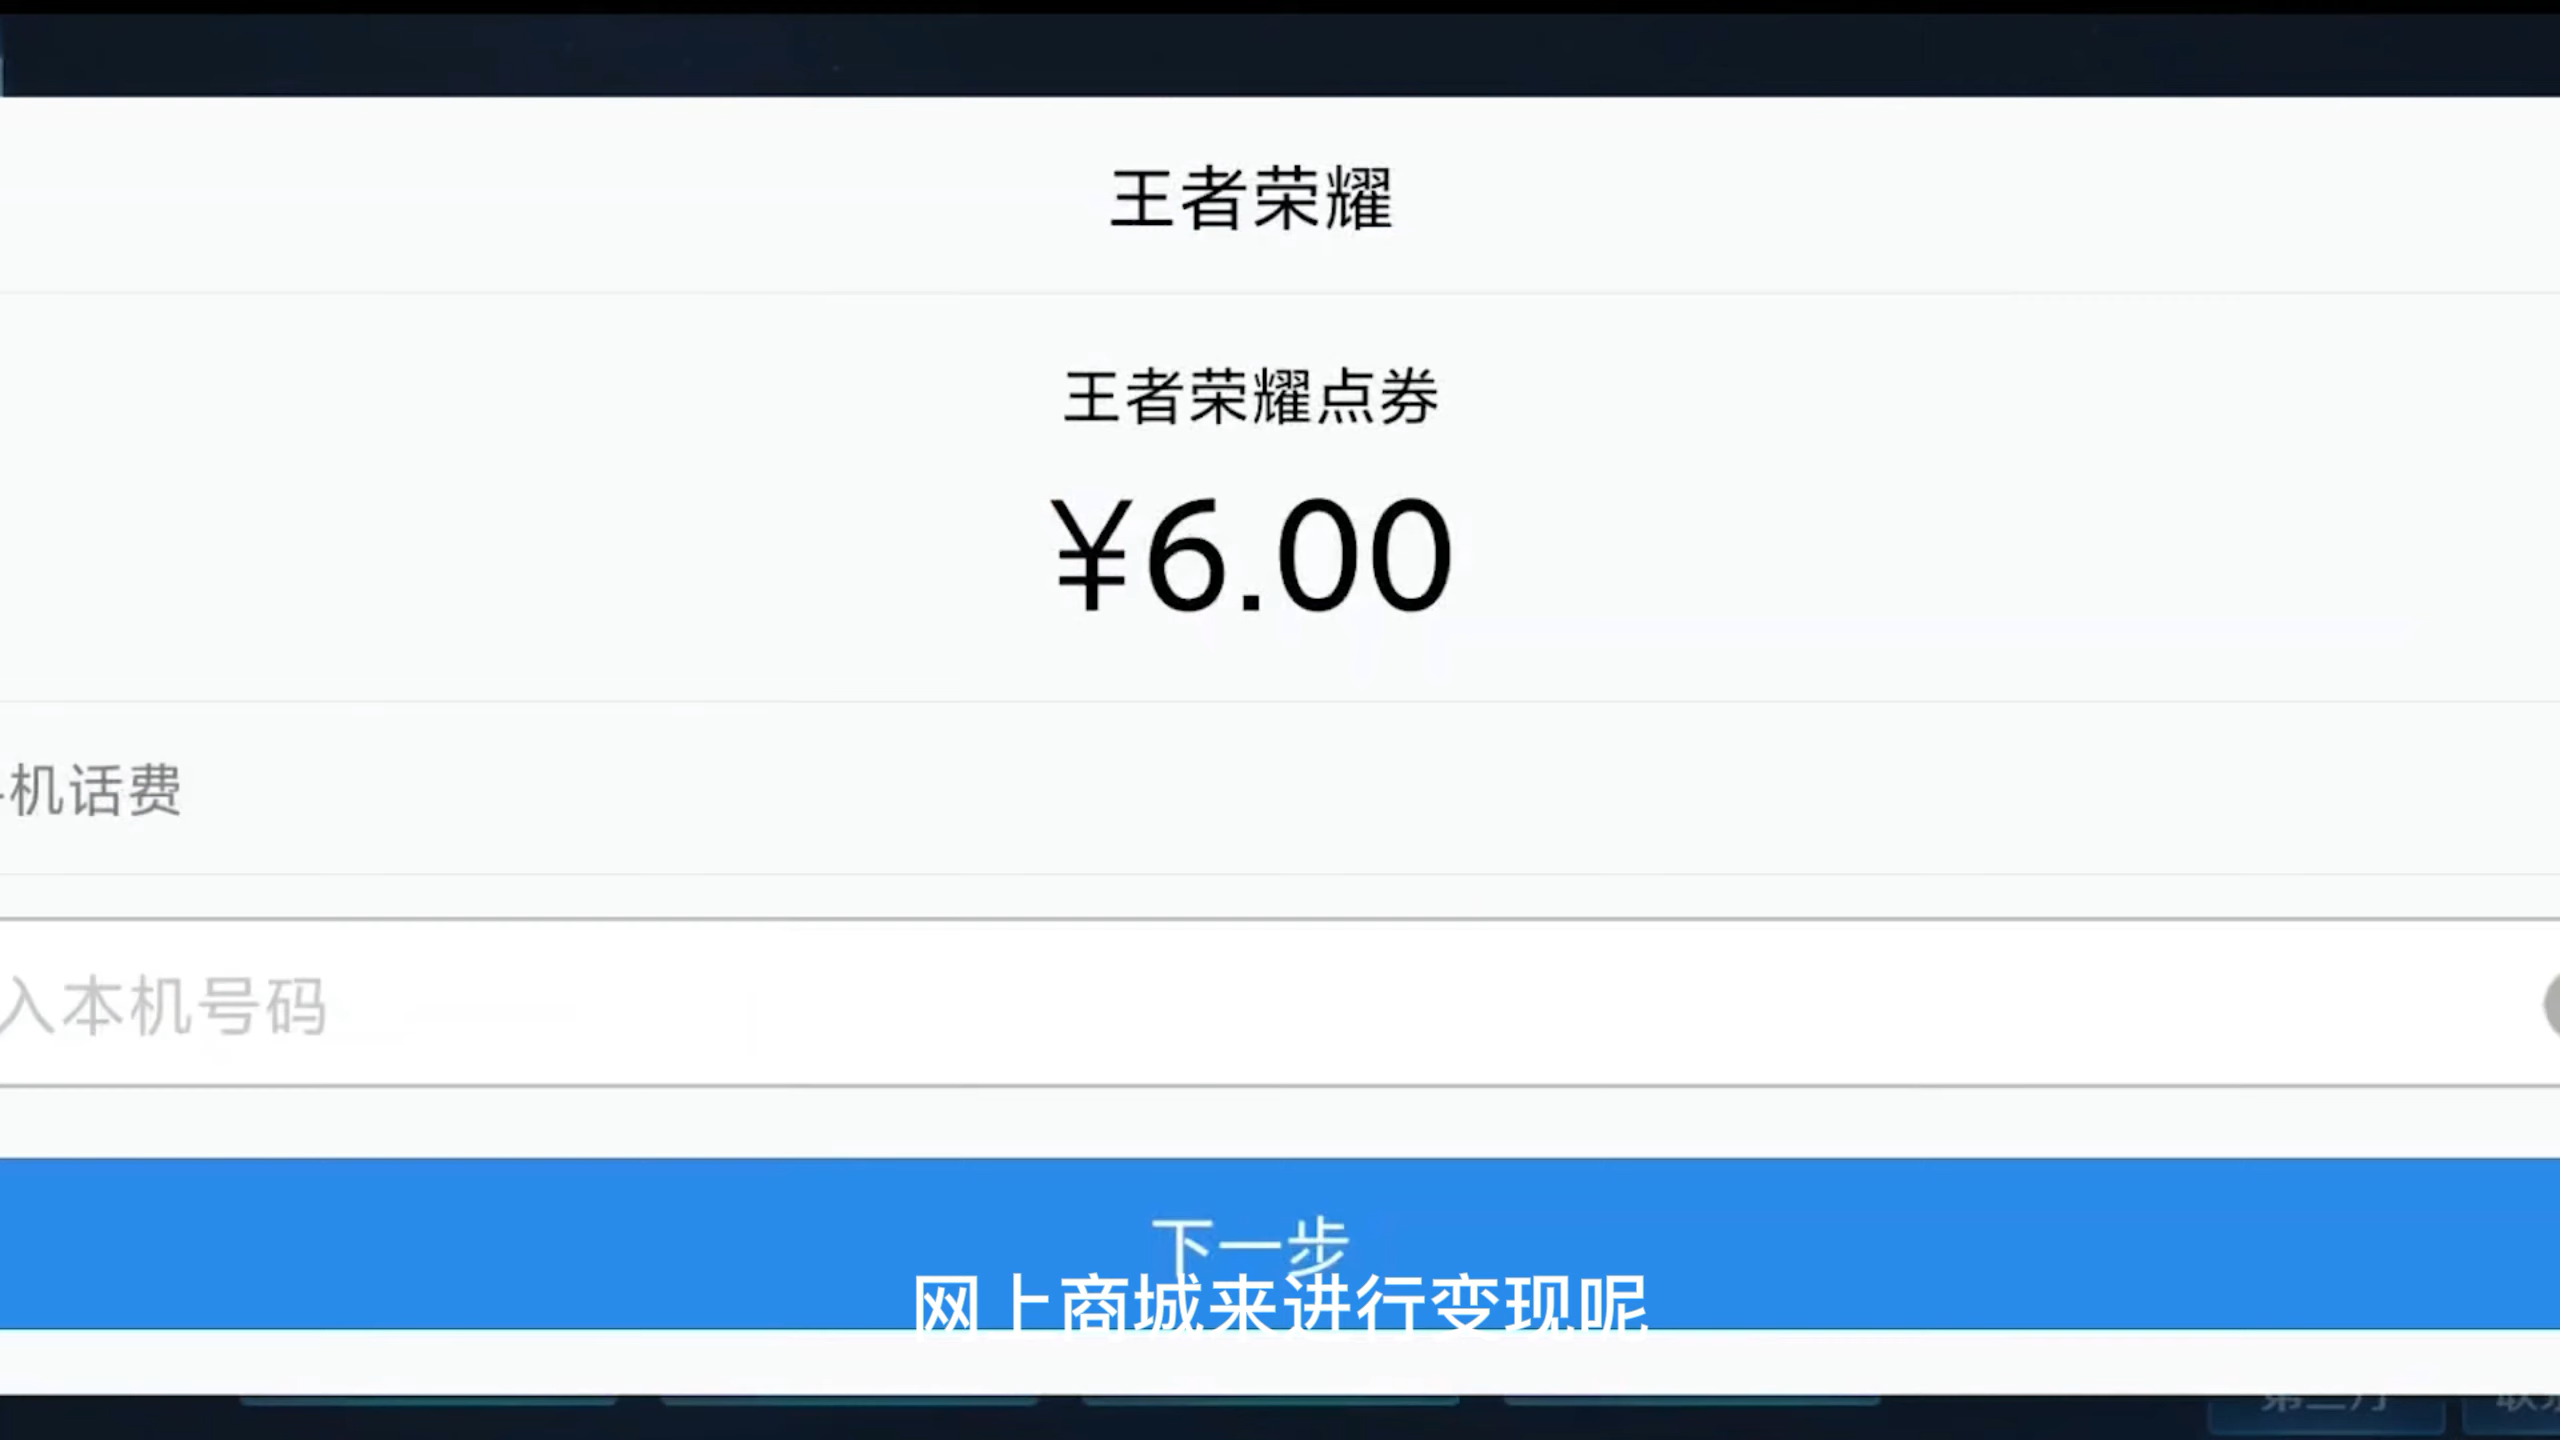 王者荣耀
王者荣耀点券
¥6.00
机话费
入本机号码
下一步
网上商城来进行变现呢